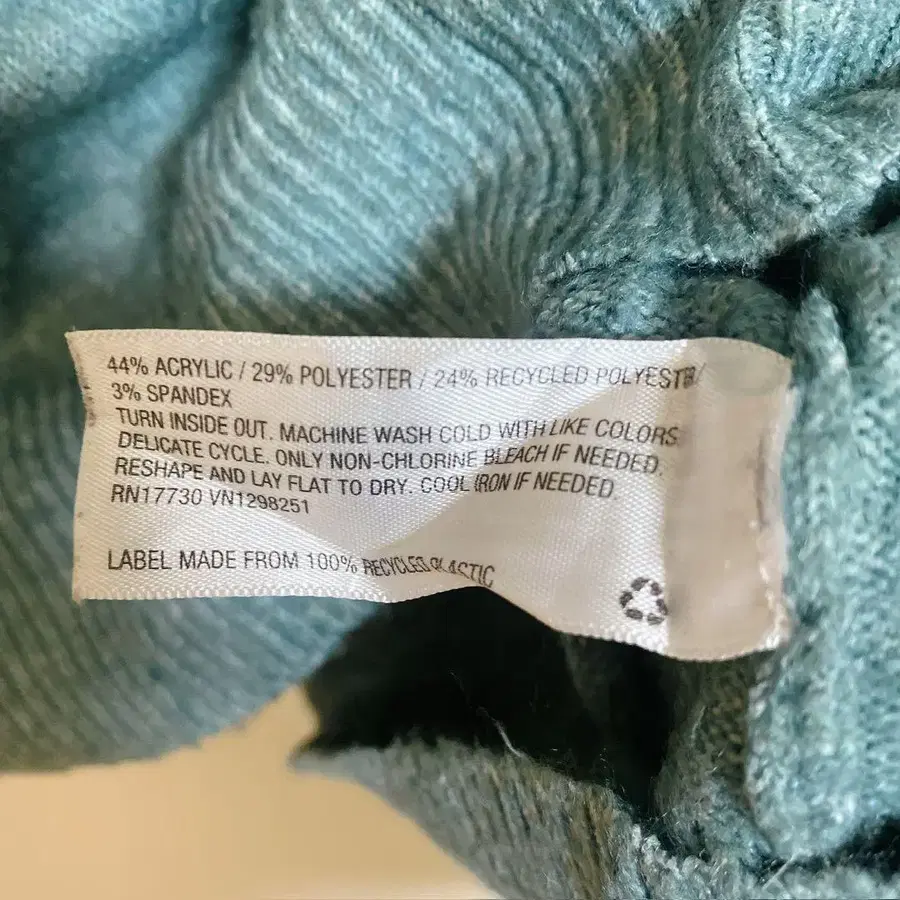 44% ACRYLIC / 29% POLYESTER / 24% RECYCLED POLYESTER/
3% SPANDEX
TURN INSIDE OUT. MACHINE WASH COLD WITH LIKE COLORS.
DELICATE CYCLE. ONLY NON-CHLORINE BLEACH IF NEEDED.
RESHAPE AND LAY FLAT TO DRY. COOL IRON IF NEEDED.
RN17730 VN1298251
LABEL MADE FROM 100% RECYCLED PLASTIC